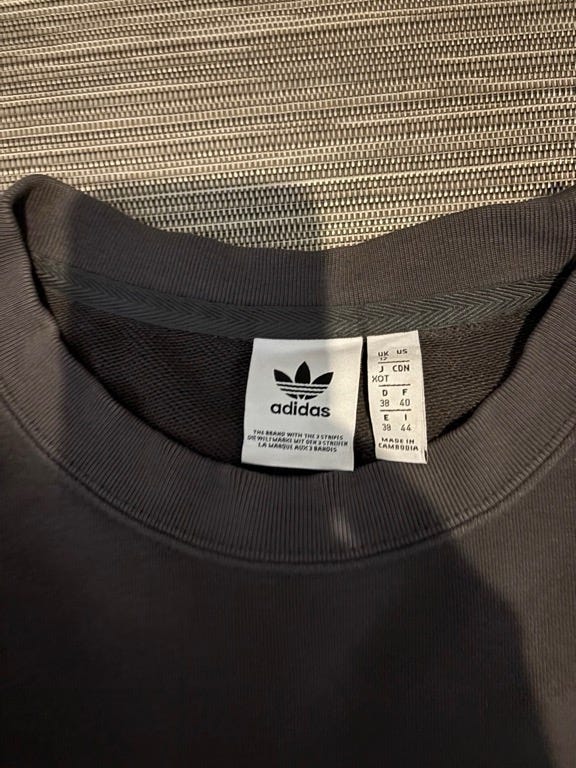 adidas
THE BRAND WITH THE 3 STRIPES
DIE WELTMARKE MIT DEN 3 STREIFEN
LA MARQUE AUX 3 BANDES
UK US
12
J CDN
XOT
D F
38 40
E I
38 44
MADE IN
CAMBODIA